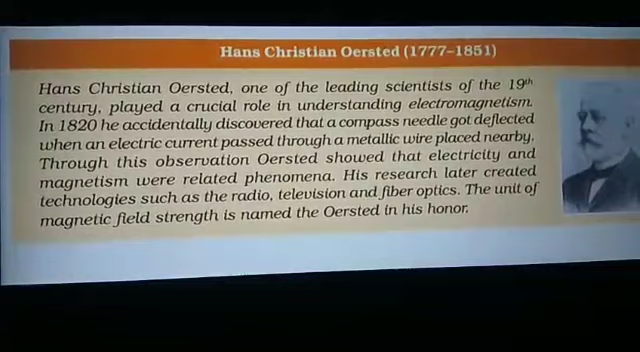 Hans Christian Oersted (1777–1851)
Hans Christian Oersted, one of the leading scientists of the 19th
century, played a crucial role in understanding electromagnetism.
In 1820 he accidentally discovered that a compass needle got deflected
when an electric current passed through a metallic wire placed nearby.
Through this observation Oersted showed that electricity and
magnetism were related phenomena. His research later created
technologies such as the radio, television and fiber optics. The unit of
magnetic field strength is named the Oersted in his honor.